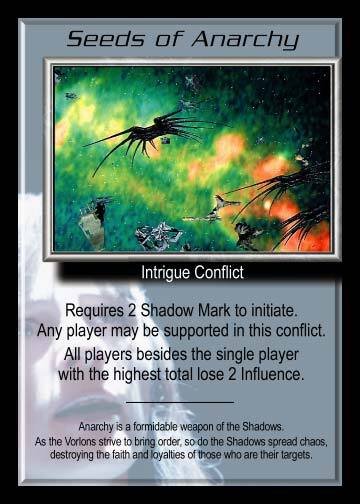 Seeds of Anarchy
Intrigue Conflict
Requires 2 Shadow Mark to initiate.
Any player may be supported in this conflict.
All players besides the single player
with the highest total lose 2 Influence.
Anarchy is a formidable weapon of the Shadows.
As the Vorlons strive to bring order, so do the Shadows spread chaos,
destroying the faith and loyalties of those who are their targets.